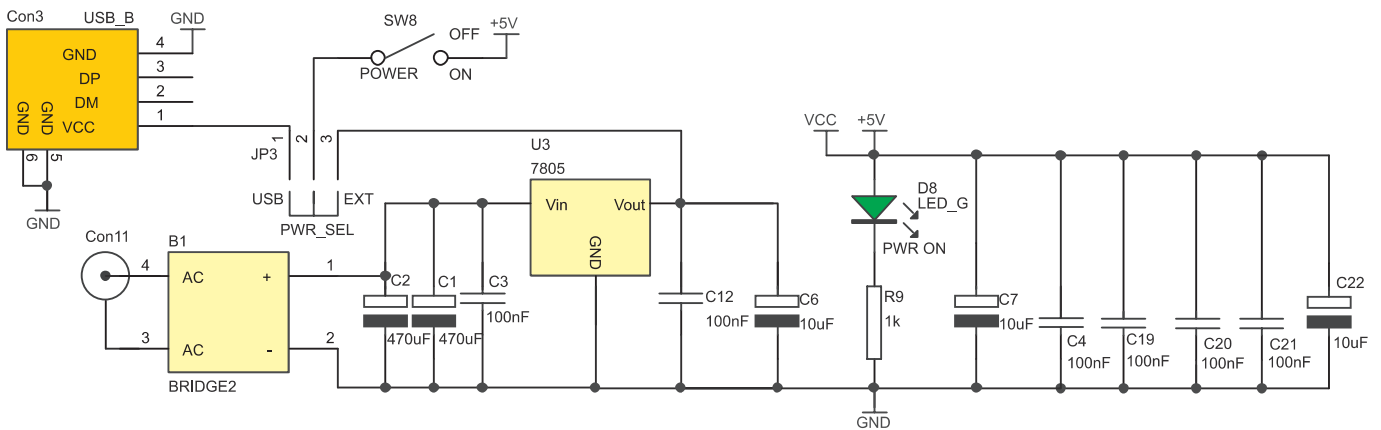 Con3
USB_B
GND
GND
DP
DM
VCC
GND
GND
4
3
2
1
6
5
GND
SW8
OFF
+5V
POWER
ON
1
2
3
JP3
USB
EXT
PWR_SEL
U3
7805
Vin
Vout
GND
Con11
B1
4
AC
+
1
3
AC
-
2
BRIDGE2
C2
470uF
C1
470uF
C3
100nF
C12
100nF
C6
10uF
VCC
+5V
D8
LED_G
PWR ON
R9
1k
GND
C7
10uF
C4
100nF
C19
100nF
C20
100nF
C21
100nF
C22
10uF